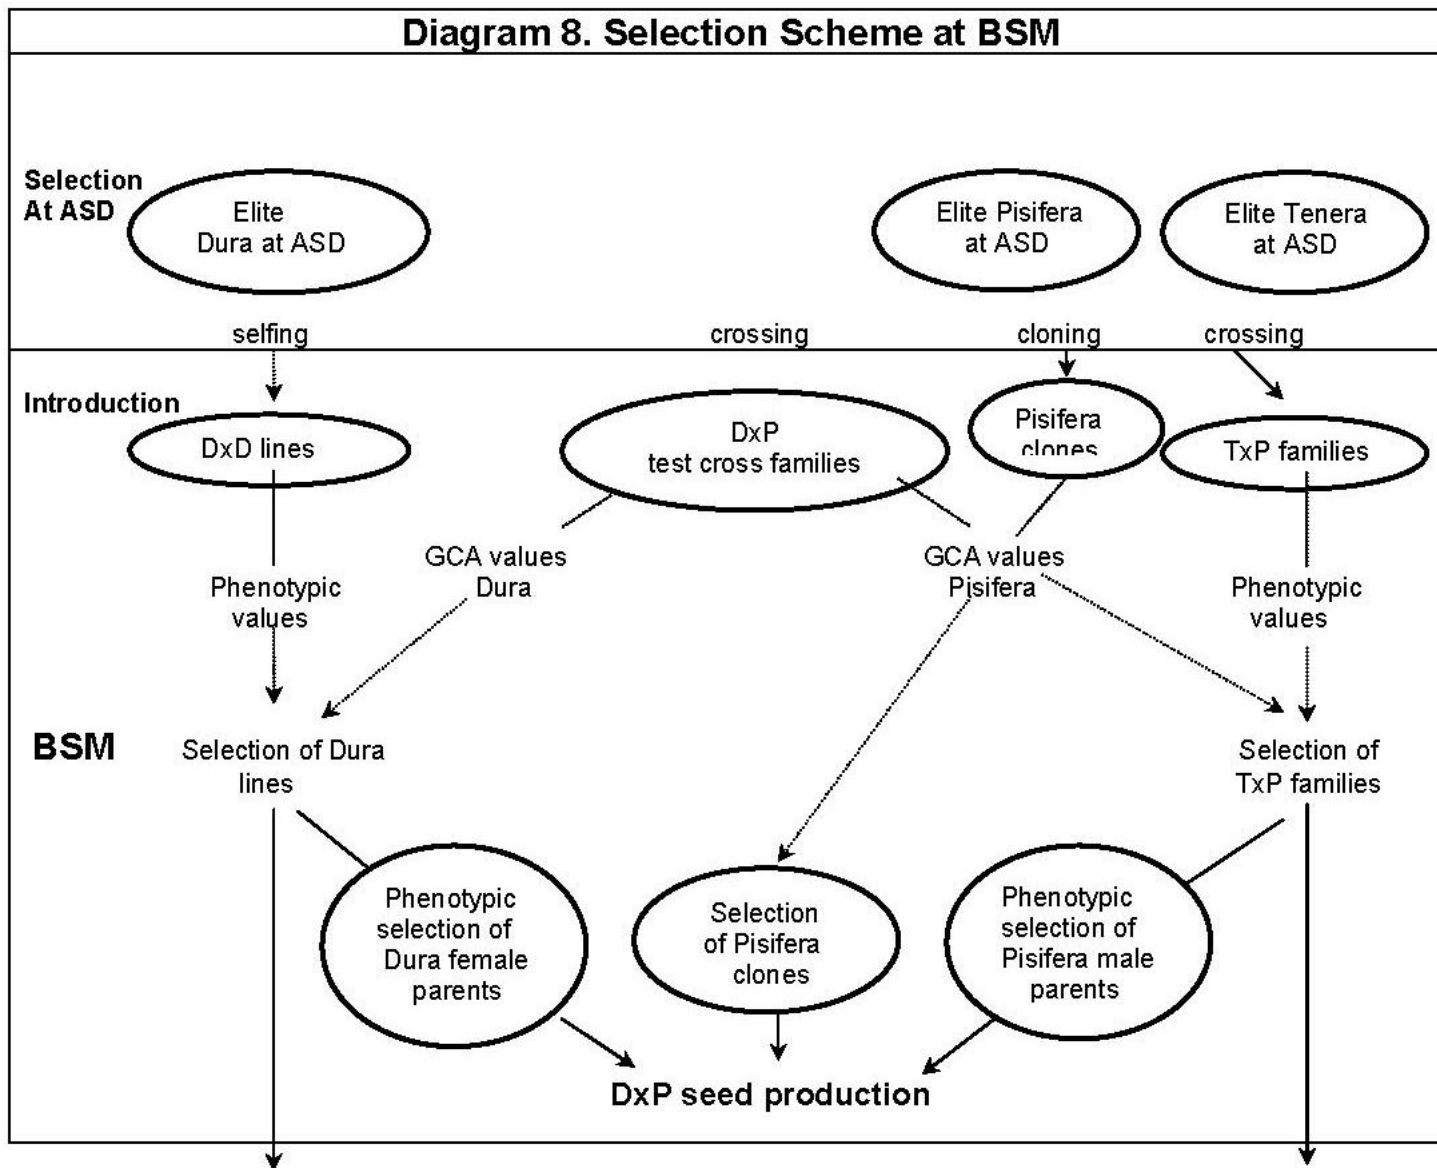 Diagram 8. Selection Scheme at BSM
Selection
At ASD
Elite
Dura at ASD
Elite Pisifera
at ASD
Elite Tenera
at ASD
selfing
crossing
cloning
crossing
Introduction
DxD lines
DxP
test cross families
Pisifera
clones
TxP families
GCA values
Dura
GCA values
Pisifera
Phenotypic
values
Phenotypic
values
BSM
Selection of Dura
lines
Selection of
TxP families
Phenotypic
selection of
Dura female
parents
Selection
of Pisifera
clones
Phenotypic
selection of
Pisifera male
parents
DxP seed production